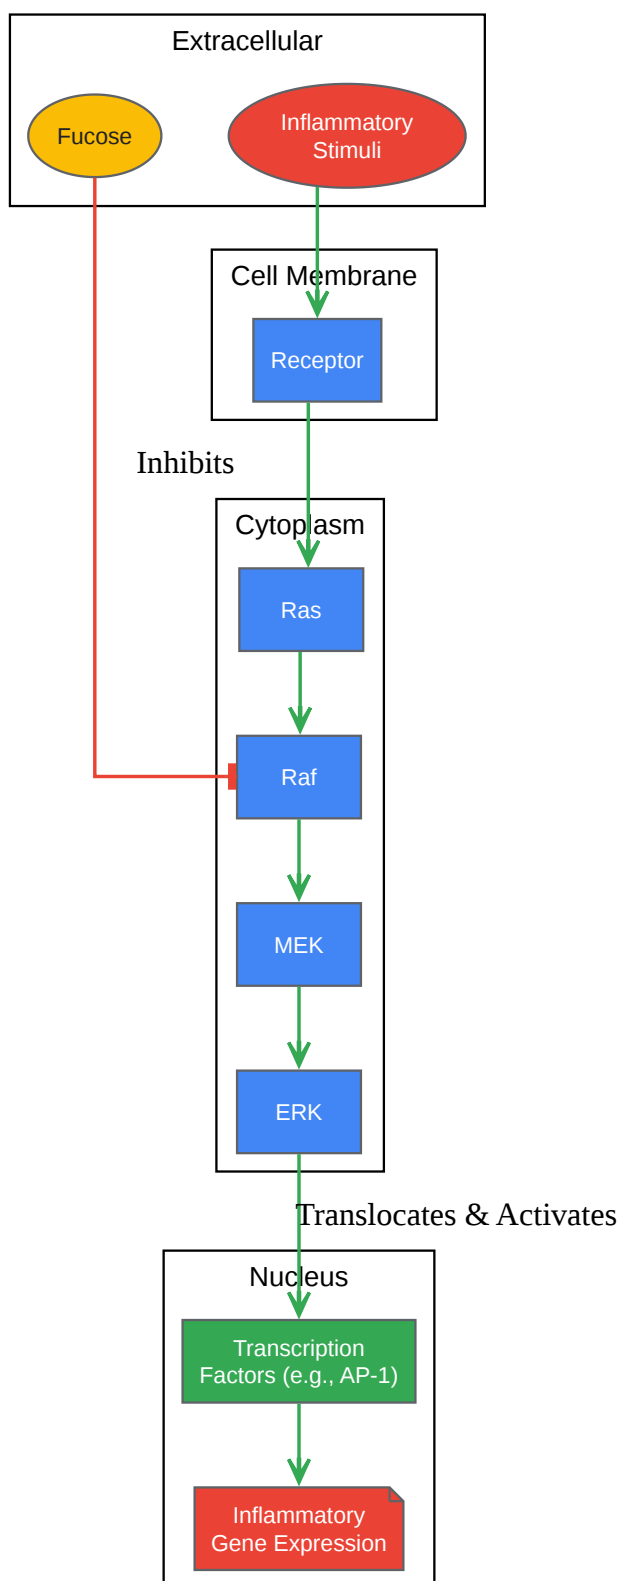 Extracellular
Fucose
Inflammatory
Stimuli
Cell Membrane
Receptor
Inhibits
Cytoplasm
Ras
Raf
MEK
ERK
Translocates & Activates
Nucleus
Transcription
Factors (e.g., AP-1)
Inflammatory
Gene Expression